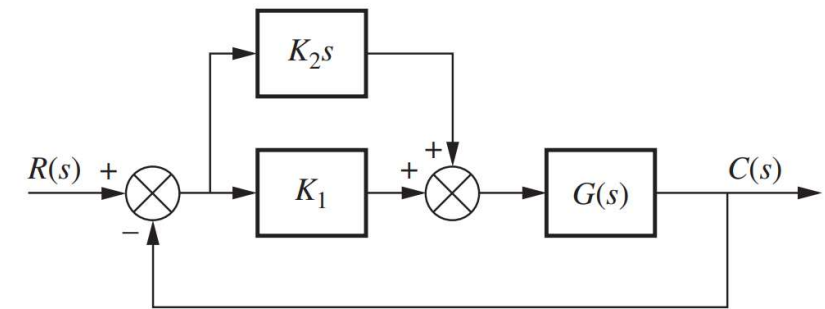 K₂s
+
R(s) + K₁ + G(s) C(s)
−